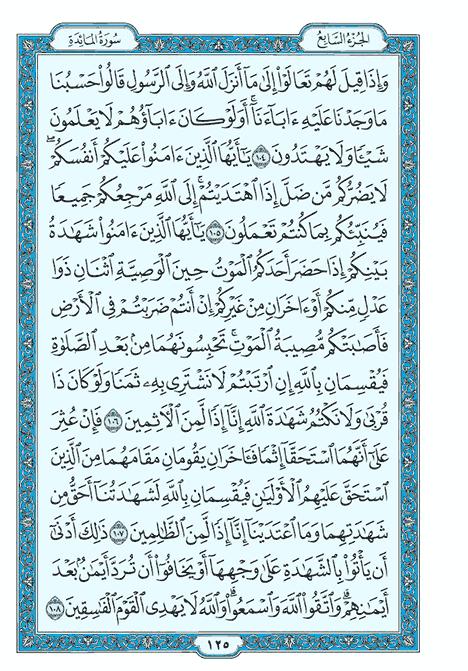 الجزء السابع
سورة المائدة
وَإِذَا قِيلَ لَهُمْ تَعَالَوْا۟ إِلَىٰ مَآ أَنزَلَ ٱللَّهُ وَإِلَى ٱلرَّسُولِ قَالُوا۟ حَسْبُنَا
مَا وَجَدْنَا عَلَيْهِ ءَابَآءَنَآ ۚ أَوَلَوْ كَانَ ءَابَآؤُهُمْ لَا يَعْلَمُونَ
شَيْـًٔا وَلَا يَهْتَدُونَ ١٠٤ يَـٰٓأَيُّهَا ٱلَّذِينَ ءَامَنُوا۟ عَلَيْكُمْ أَنفُسَكُمْ ۖ
لَا يَضُرُّكُم مَّن ضَلَّ إِذَا ٱهْتَدَيْتُمْ ۚ إِلَى ٱللَّهِ مَرْجِعُكُمْ جَمِيعًا
فَيُنَبِّئُكُم بِمَا كُنتُمْ تَعْمَلُونَ ١٠٥ يَـٰٓأَيُّهَا ٱلَّذِينَ ءَامَنُوا۟ شَهَـٰدَةُ
بَيْنِكُمْ إِذَا حَضَرَ أَحَدَكُمُ ٱلْمَوْتُ حِينَ ٱلْوَصِيَّةِ ٱثْنَانِ ذَوَا
عَدْلٍ مِّنكُمْ أَوْ ءَاخَرَانِ مِنْ غَيْرِكُمْ إِنْ أَنتُمْ ضَرَبْتُمْ فِى ٱلْأَرْضِ
فَأَصَـٰبَتْكُم مُّصِيبَةُ ٱلْمَوْتِ ۚ تَحْبِسُونَهُمَا مِنۢ بَعْدِ ٱلصَّلَوٰةِ
فَيُقْسِمَانِ بِٱللَّهِ إِنِ ٱرْتَبْتُمْ لَا نَشْتَرِى بِهِۦ ثَمَنًا وَلَوْ كَانَ ذَا
قُرْبَىٰ ۙ وَلَا نَكْتُمُ شَهَـٰدَةَ ٱللَّهِ إِنَّآ إِذًا لَّمِنَ ٱلْـَٔاثِمِينَ ١٠٦ فَإِنْ عُثِرَ
عَلَىٰٓ أَنَّهُمَا ٱسْتَحَقَّآ إِثْمًا فَـَٔاخَرَانِ يَقُومَانِ مَقَامَهُمَا مِنَ ٱلَّذِينَ
ٱسْتَحَقَّ عَلَيْهِمُ ٱلْأَوْلَيَـٰنِ فَيُقْسِمَانِ بِٱللَّهِ لَشَهَـٰدَتُنَآ أَحَقُّ مِن
شَهَـٰدَتِهِمَا وَمَا ٱعْتَدَيْنَآ إِنَّآ إِذًا لَّمِنَ ٱلظَّـٰلِمِينَ ١٠٧ ذَٰلِكَ أَدْنَىٰٓ
أَن يَأْتُوا۟ بِٱلشَّهَـٰدَةِ عَلَىٰ وَجْهِهَآ أَوْ يَخَافُوٓا۟ أَن تُرَدَّ أَيْمَـٰنٌۢ بَعْدَ
أَيْمَـٰنِهِمْ ۗ وَٱتَّقُوا۟ ٱللَّهَ وَٱسْمَعُوا۟ ۗ وَٱللَّهُ لَا يَهْدِى ٱلْقَوْمَ ٱلْفَـٰسِقِينَ ١٠٨
١٢٥